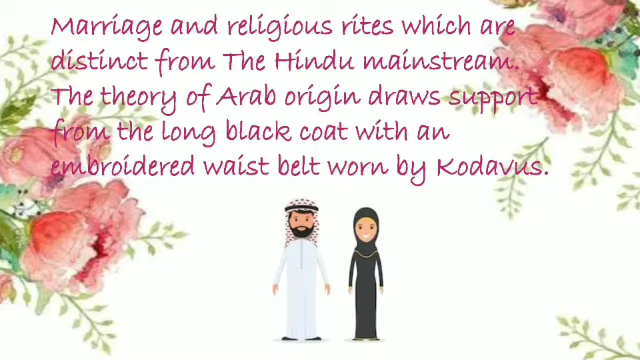 Marriage and religious rites which are
distinct from The Hindu mainstream.
The theory of Arab origin draws support
from the long black coat with an
embroidered waist belt worn by Kodavus.